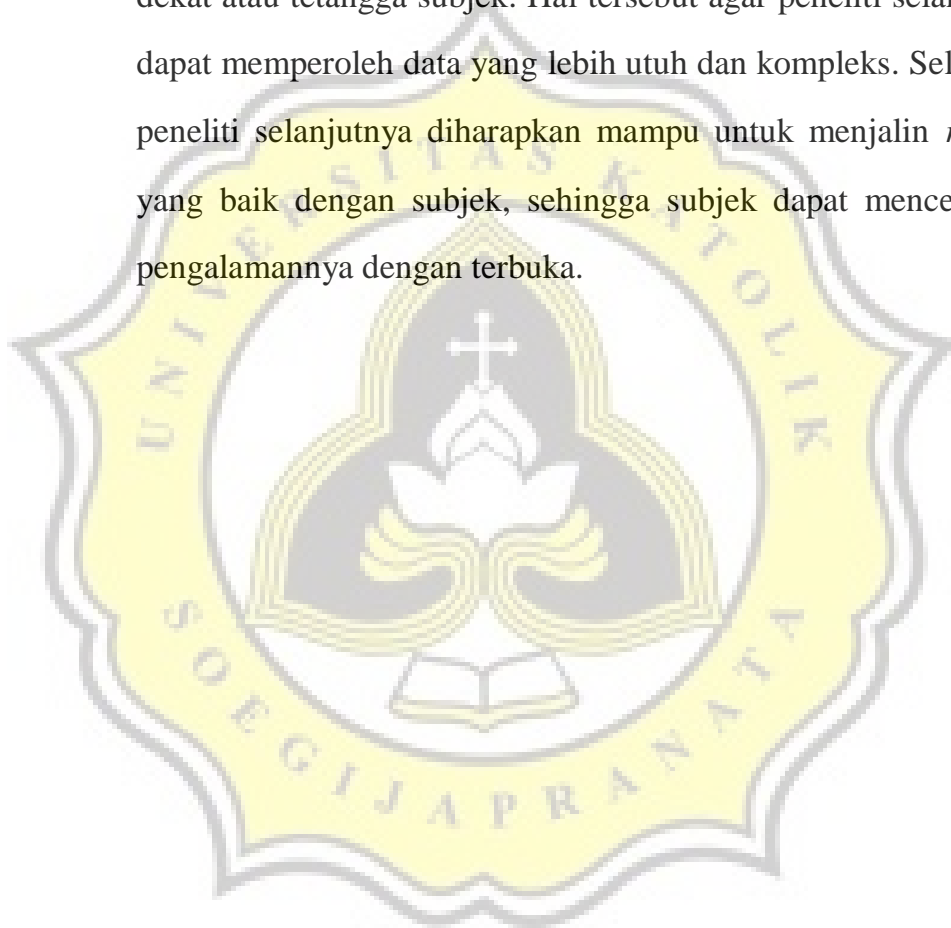 dekat atau tetangga subjek. Hal tersebut agar peneliti
dapat memperoleh data yang lebih utuh dan kompleks.
peneliti selanjutnya diharapkan mampu untuk menjalin
yang baik dengan subjek, sehingga subjek dapat
pengalamannya dengan terbuka.
UNIVERSITAS KATOLIK
SOEGIJAPRANATA